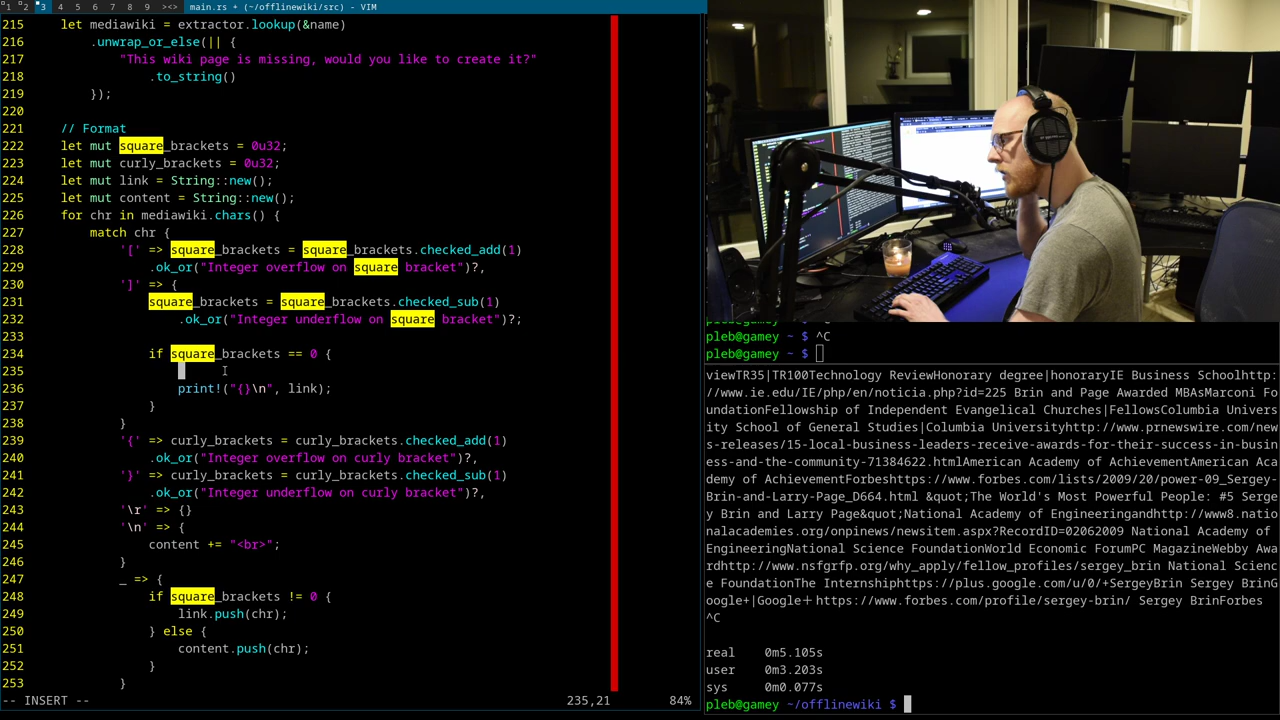 1 2 3 4 5 6 7 8 9 ><> main.rs + (~/offlinewiki/src) - VIM
215 let mediawiki = extractor.lookup(&name)
216 .unwrap_or_else(|| {
217 "This wiki page is missing, would you like to create it?"
218 .to_string()
219 });
220
221 // Format
222 let mut square_brackets = 0u32;
223 let mut curly_brackets = 0u32;
224 let mut link = String::new();
225 let mut content = String::new();
226 for chr in mediawiki.chars() {
227 match chr {
228 '[' => square_brackets = square_brackets.checked_add(1)
229 .ok_or("Integer overflow on square bracket")?,
230 ']' => {
231 square_brackets = square_brackets.checked_sub(1)
232 .ok_or("Integer underflow on square bracket")?;
233
234 if square_brackets == 0 {
235
236 print!("{}\n", link);
237 }
238 }
239 '{' => curly_brackets = curly_brackets.checked_add(1)
240 .ok_or("Integer overflow on curly bracket")?,
241 '}' => curly_brackets = curly_brackets.checked_sub(1)
242 .ok_or("Integer underflow on curly bracket")?,
243 '\r' => {}
244 '\n' => {
245 content += "<br>";
246 }
247 _ => {
248 if square_brackets != 0 {
249 link.push(chr);
250 } else {
251 content.push(chr);
252 }
253 }
-- INSERT -- 235,21 84%
pleb@gamey ~ $ ^C
pleb@gamey ~ $
viewTR35|TR100Technology ReviewHonorary degree|honoraryIE Business Schoolhttp:
//www.ie.edu/IE/php/en/noticia.php?id=225 Brin and Page Awarded MBAsMarconi Fo
undationFellowship of Independent Evangelical Churches|FellowsColumbia Univers
ity School of General Studies|Columbia Universityhttp://www.prnewswire.com/new
s-releases/15-local-business-leaders-receive-awards-for-their-success-in-busin
ess-and-the-community-71384622.htmlAmerican Academy of AchievementAmerican Aca
demy of AchievementForbeshttps://www.forbes.com/lists/2009/20/power-09_Sergey-
Brin-and-Larry-Page_D664.html &quot;The World's Most Powerful People: #5 Serge
y Brin and Larry Page&quot;National Academy of Engineeringandhttp://www8.natio
nalacademies.org/onpinews/newsitem.aspx?RecordID=02062009 National Academy of
EngineeringNational Science FoundationWorld Economic ForumPC MagazineWebby Awa
rdhttp://www.nsfgrfp.org/why_apply/fellow_profiles/sergey_brin National Scienc
e FoundationThe Internshiphttps://plus.google.com/u/0/+SergeyBrin Sergey BrinG
oogle+|Google＋https://www.forbes.com/profile/sergey-brin/ Sergey BrinForbes
^C
real 0m5.105s
user 0m3.203s
sys 0m0.077s
pleb@gamey ~/offlinewiki $